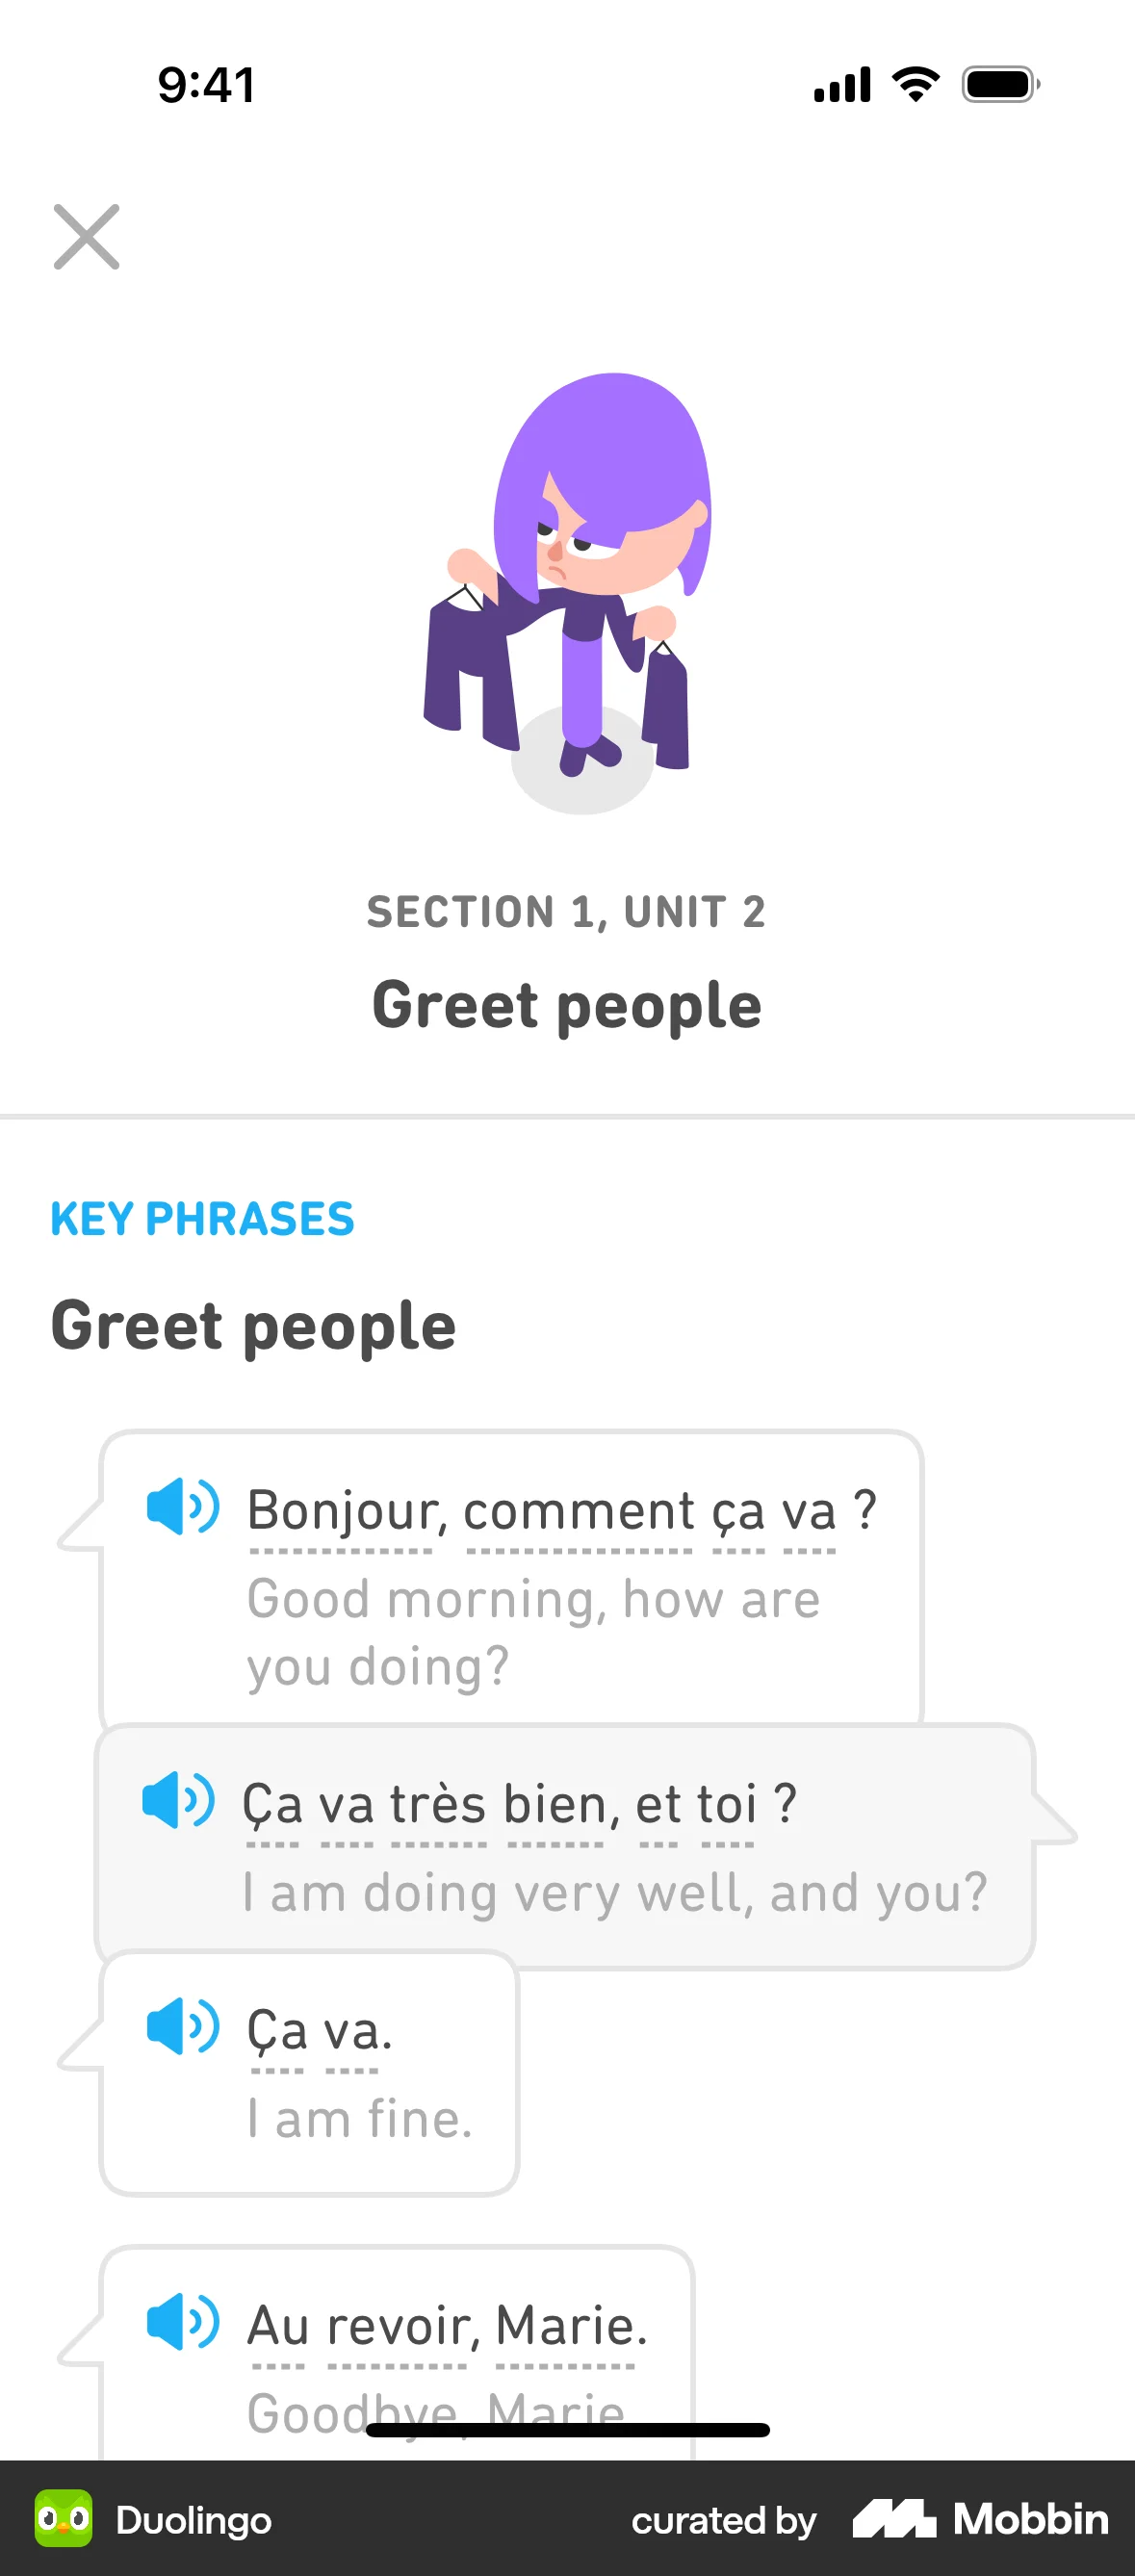 9:41
SECTION 1, UNIT 2
Greet people
KEY PHRASES
Greet people
Bonjour, comment ça va ?
Good morning, how are
you doing?
Ça va très bien, et toi ?
I am doing very well, and you?
Ça va.
I am fine.
Au revoir, Marie.
Goodbye, Marie
Duolingo
curated by Mobbin